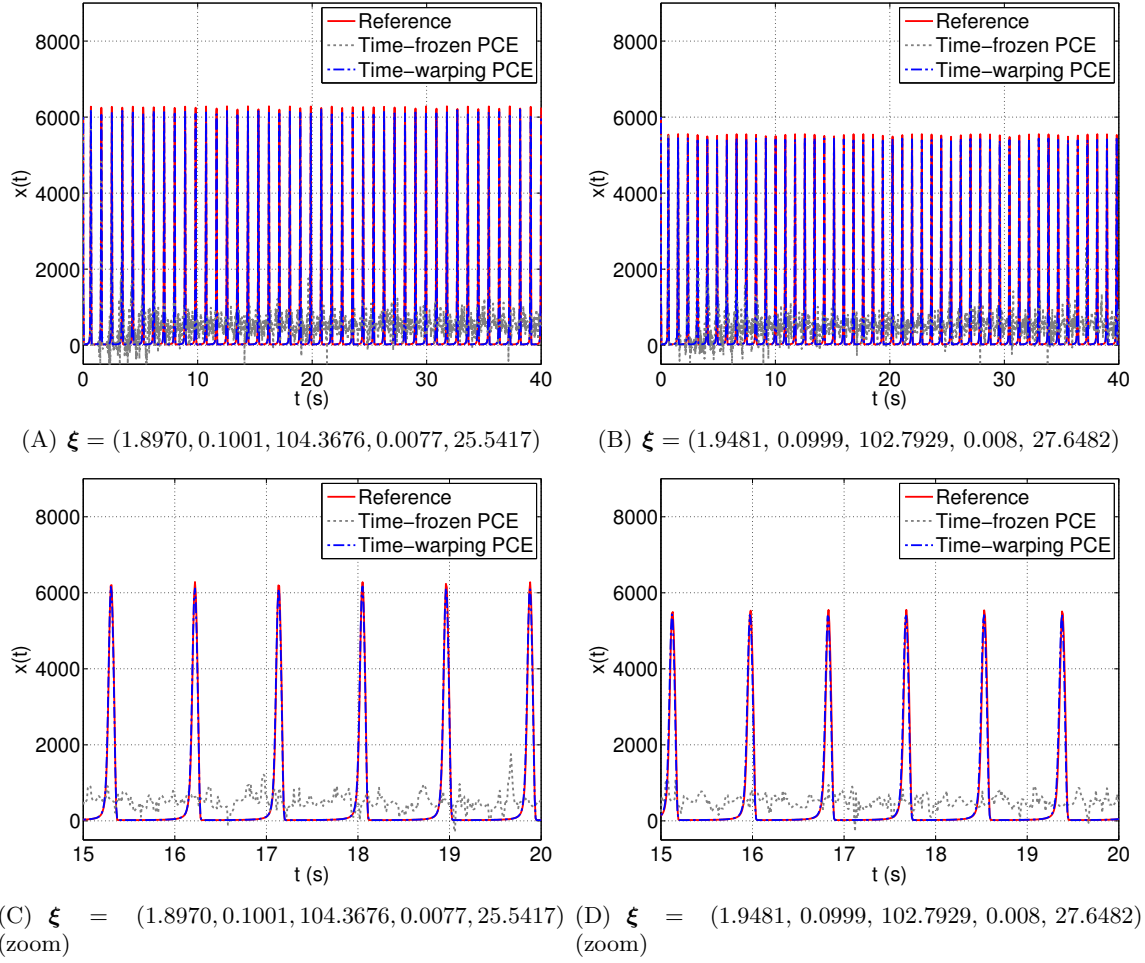 Reference
Time-frozen PCE
Time-warping PCE
8000
6000
4000
2000
0
x(t)
0 10 20 30 40
t (s)
(A) ξ = (1.8970, 0.1001, 104.3676, 0.0077, 25.5417)
Reference
Time-frozen PCE
Time-warping PCE
8000
6000
4000
2000
0
x(t)
0 10 20 30 40
t (s)
(B) ξ = (1.9481, 0.0999, 102.7929, 0.008, 27.6482)
Reference
Time-frozen PCE
Time-warping PCE
8000
6000
4000
2000
0
x(t)
15 16 17 18 19 20
t (s)
(C) ξ = (1.8970, 0.1001, 104.3676, 0.0077, 25.5417)
(zoom)
Reference
Time-frozen PCE
Time-warping PCE
8000
6000
4000
2000
0
x(t)
15 16 17 18 19 20
t (s)
(D) ξ = (1.9481, 0.0999, 102.7929, 0.008, 27.6482)
(zoom)